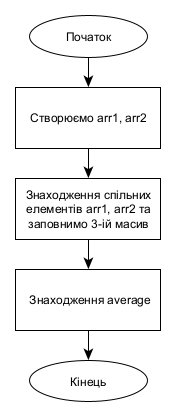 Початок
Створюємо arr1, arr2
Знаходження спільних
елементів arr1, arr2 та
заповнимо 3-ій масив
Знаходження average
Кінець